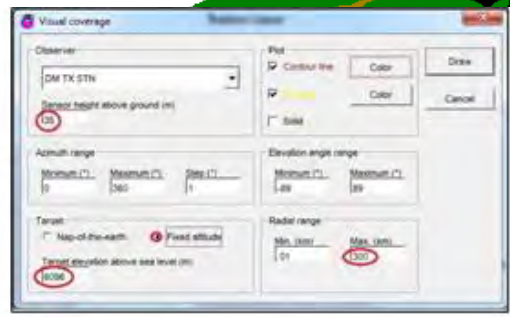 Visual coverage
Observer
DM TX STN
Sensor height above ground (m)
Plot
Contour line
Color
Color
Solid
Draw
Cancel
Azimuth range
Minimum (°) Maximum (°) Step (°)
0 360 1
Elevation angle range
Minimum (°) Maximum (°)
-89 89
Target
Nap-of-the-earth Fixed altitude
Target elevation above sea level (m)
6096
Radial range
Min. (km) Max. (km)
.01 300